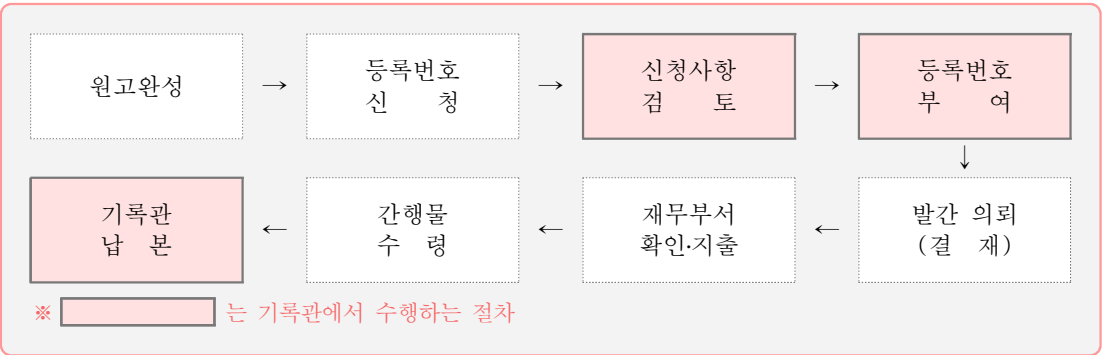 원고완성
→
등록번호
신 청
→
신청사항
검 토
→
등록번호
부 여
↓
발간 의뢰
(결 재)
←
재무부서
확인·지출
←
간행물
수 령
←
기록관
납 본
※ 는 기록관에서 수행하는 절차